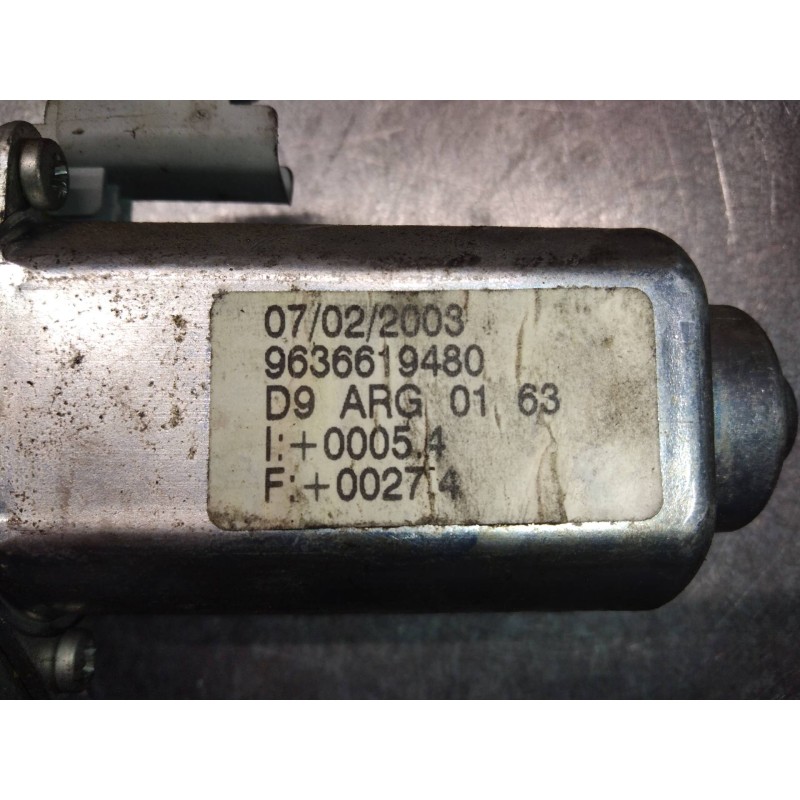 07/02/2003
9636619480
D9 ARG 01 63
I:+0005.4
F:+0027.4